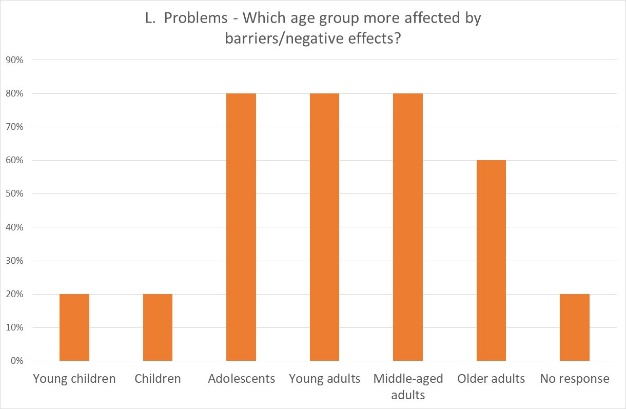 L.  Problems - Which age group more affected by
barriers/negative effects?
90%
80%
70%
60%
50%
40%
30%
20%
10%
0%
Young children
Children
Adolescents
Young adults
Middle-aged
adults
Older adults
No response